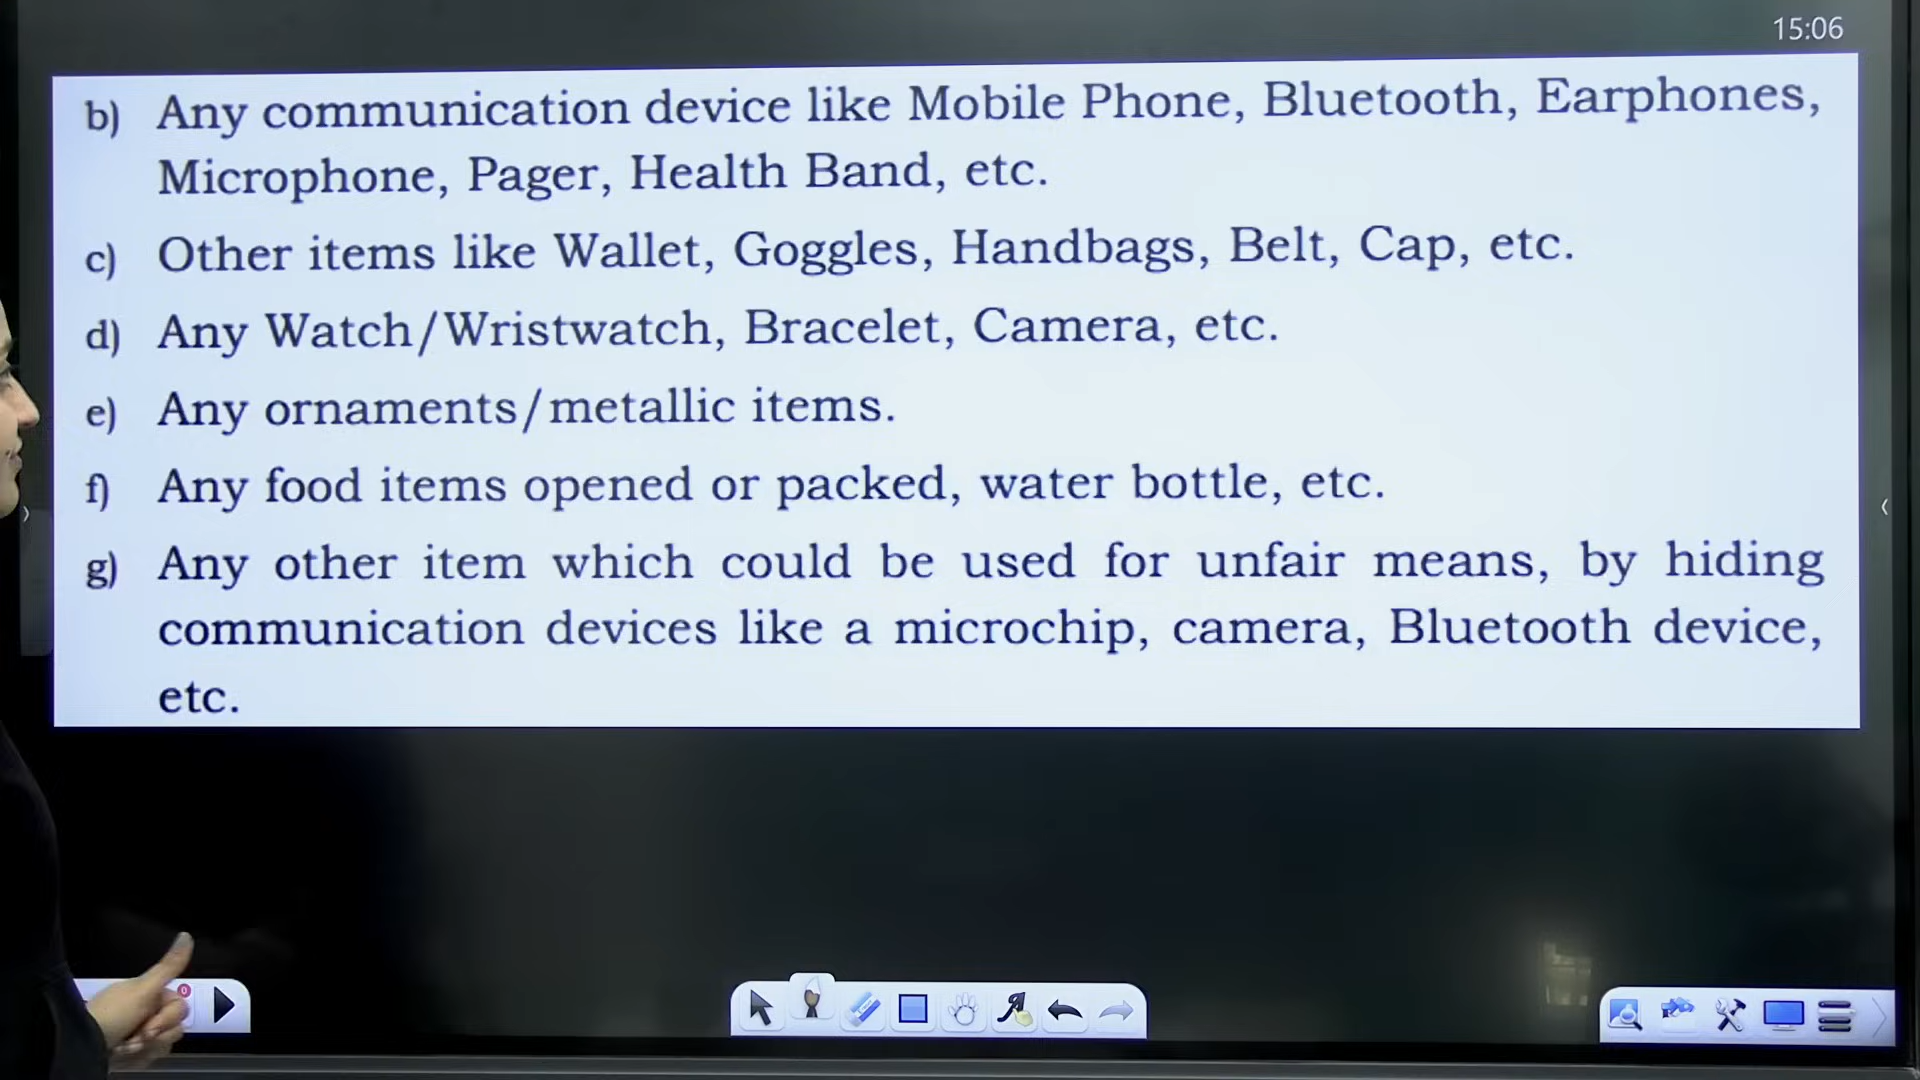 15:06
b) Any communication device like Mobile Phone, Bluetooth, Earphones,
Microphone, Pager, Health Band, etc.
c) Other items like Wallet, Goggles, Handbags, Belt, Cap, etc.
d) Any Watch/Wristwatch, Bracelet, Camera, etc.
e) Any ornaments/metallic items.
f) Any food items opened or packed, water bottle, etc.
g) Any other item which could be used for unfair means, by hiding
communication devices like a microchip, camera, Bluetooth device,
etc.
0